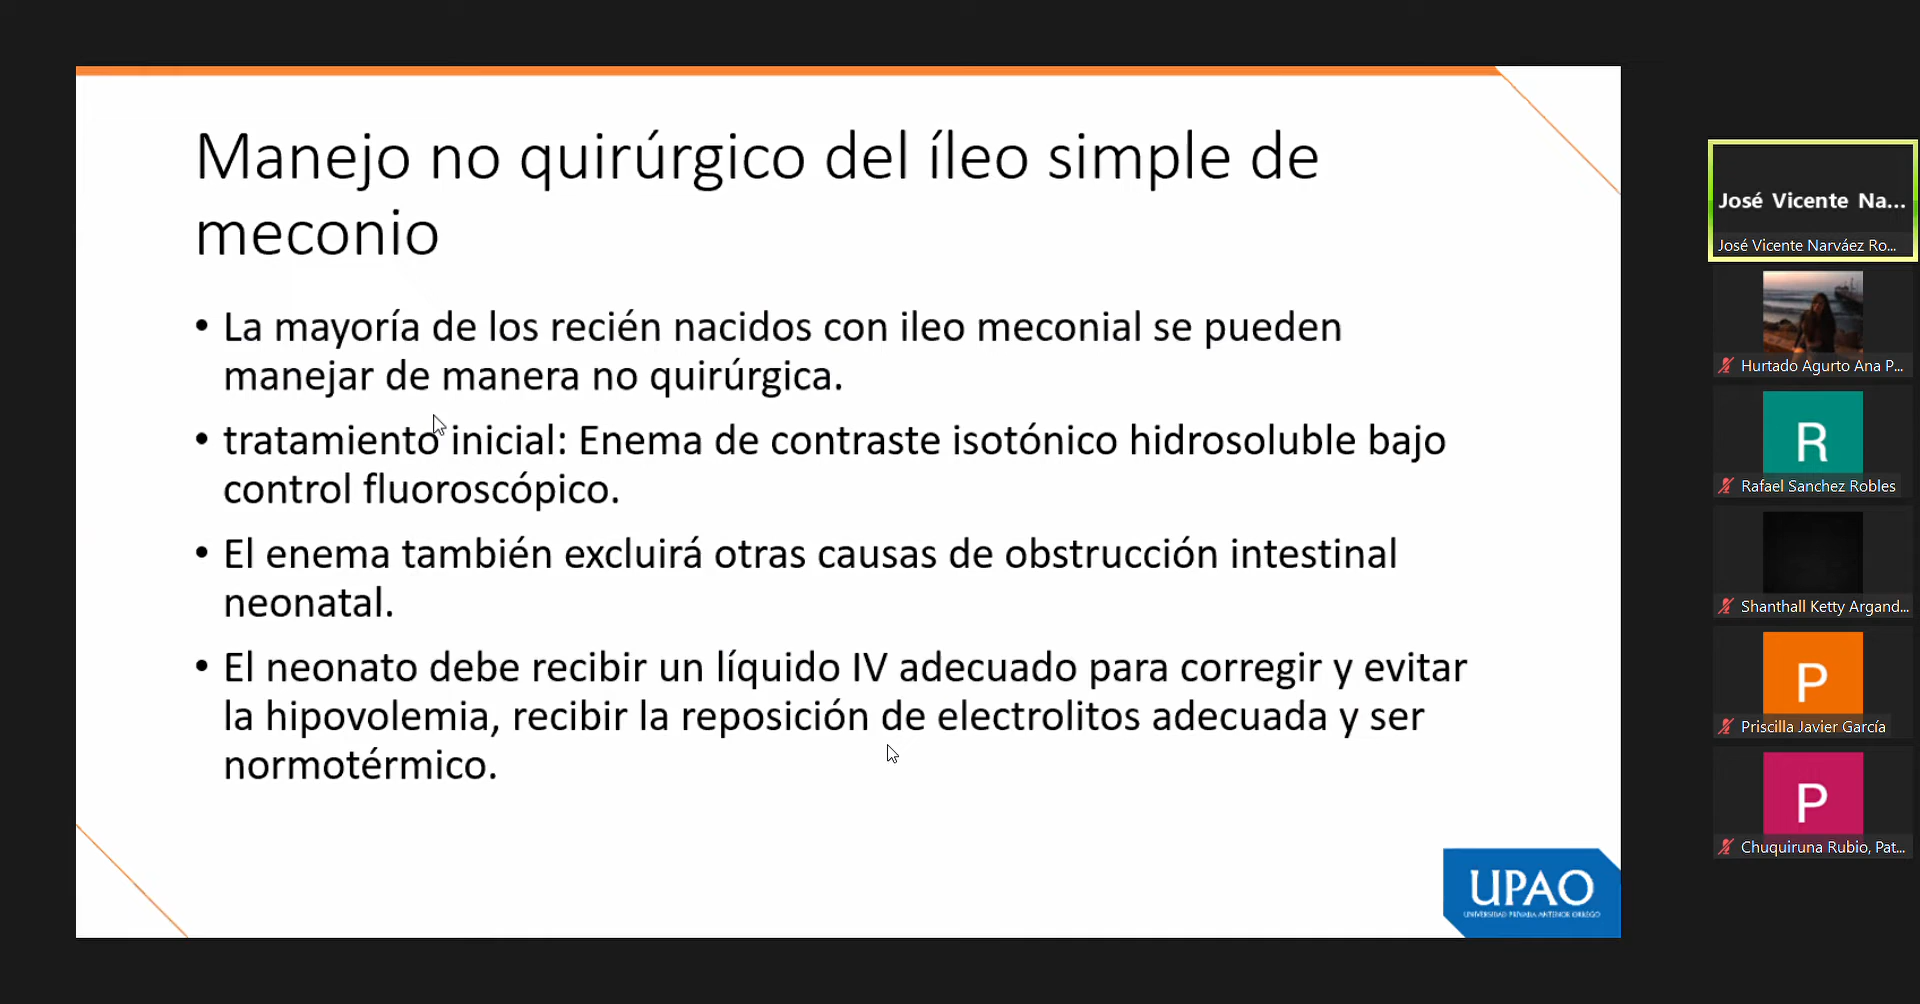 Manejo no quirúrgico del íleo simple de
meconio
• La mayoría de los recién nacidos con ileo meconial se pueden
manejar de manera no quirúrgica.
• tratamiento inicial: Enema de contraste isotónico hidrosoluble bajo
control fluoroscópico.
• El enema también excluirá otras causas de obstrucción intestinal
neonatal.
• El neonato debe recibir un líquido IV adecuado para corregir y evitar
la hipovolemia, recibir la reposición de electrolitos adecuada y ser
normotérmico.
UPAO
UNIVERSIDAD PRIVADA ANTENOR ORREGO
José Vicente Na...
José Vicente Narváez Ro...
Hurtado Agurto Ana P...
R
Rafael Sanchez Robles
Shanthall Ketty Argand...
P
Priscilla Javier García
P
Chuquiruna Rubio, Pat...